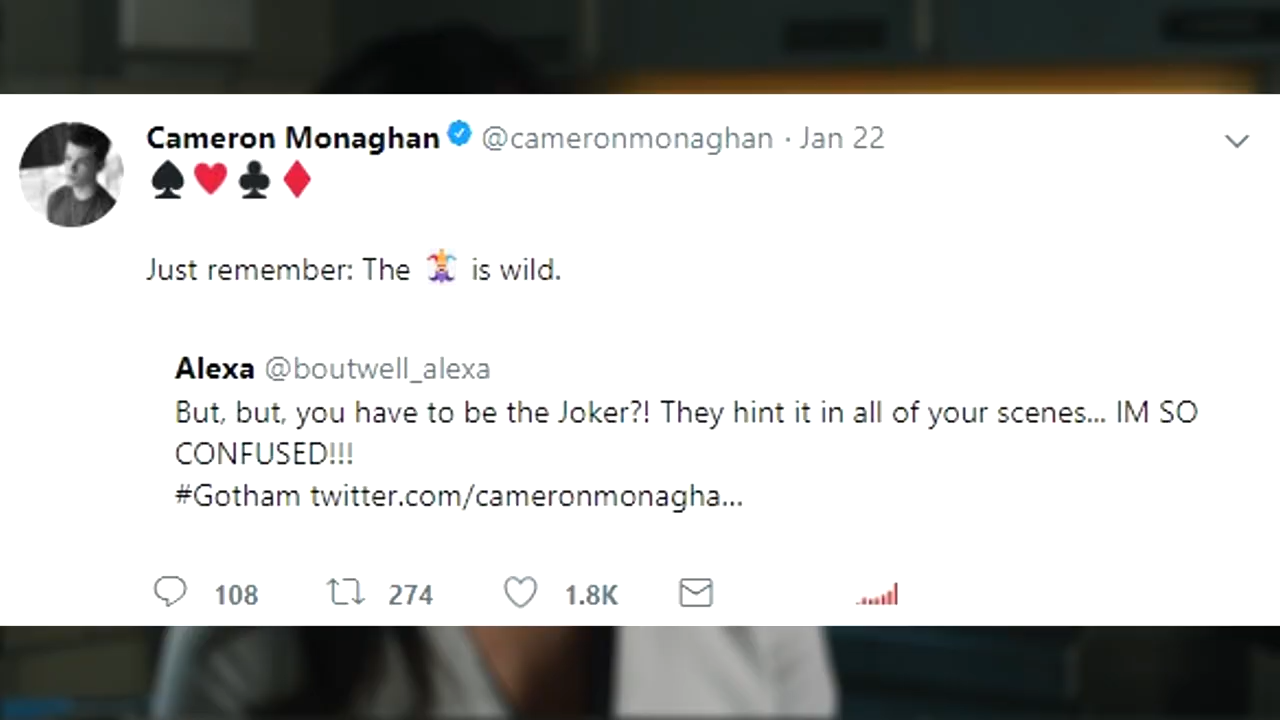 Cameron Monaghan @cameronmonaghan · Jan 22
♠️♥️♣️♦️
Just remember: The 🃏 is wild.
Alexa @boutwell_alexa
But, but, you have to be the Joker?! They hint it in all of your scenes... IM SO
CONFUSED!!!
#Gotham twitter.com/cameronmonagha...
108 274 1.8K